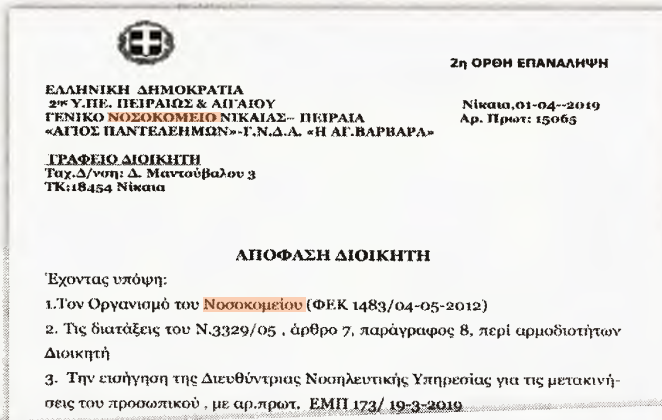 2η ΟΡΘΗ ΕΠΑΝΑΛΗΨΗ
ΕΛΛΗΝΙΚΗ ΔΗΜΟΚΡΑΤΙΑ
2ης Υ.ΠΕ. ΠΕΙΡΑΙΩΣ & ΑΙΓΑΙΟΥ
ΓΕΝΙΚΟ ΝΟΣΟΚΟΜΕΙΟ ΝΙΚΑΙΑΣ– ΠΕΙΡΑΙΑ
«ΑΓΙΟΣ ΠΑΝΤΕΛΕΗΜΩΝ»-Γ.Ν.Δ.Α. «Η ΑΓ.ΒΑΡΒΑΡΑ»
Νίκαια,01-04--2019
Αρ. Πρωτ: 15065
ΓΡΑΦΕΙΟ ΔΙΟΙΚΗΤΗ
Ταχ.Δ/νση: Δ. Μαντούβαλου 3
ΤΚ:18454 Νίκαια
ΑΠΟΦΑΣΗ ΔΙΟΙΚΗΤΗ
Έχοντας υπόψη:
1.Τον Οργανισμό του Νοσοκομείου (ΦΕΚ 1483/04-05-2012)
2. Τις διατάξεις του Ν.3329/05 , άρθρο 7, παράγραφος 8, περί αρμοδιοτήτων
Διοικητή
3. Την εισήγηση της Διευθύντριας Νοσηλευτικής Υπηρεσίας για τις μετακινή-
σεις του προσωπικού , με αρ.πρωτ. ΕΜΠ 173/ 19-3-2019